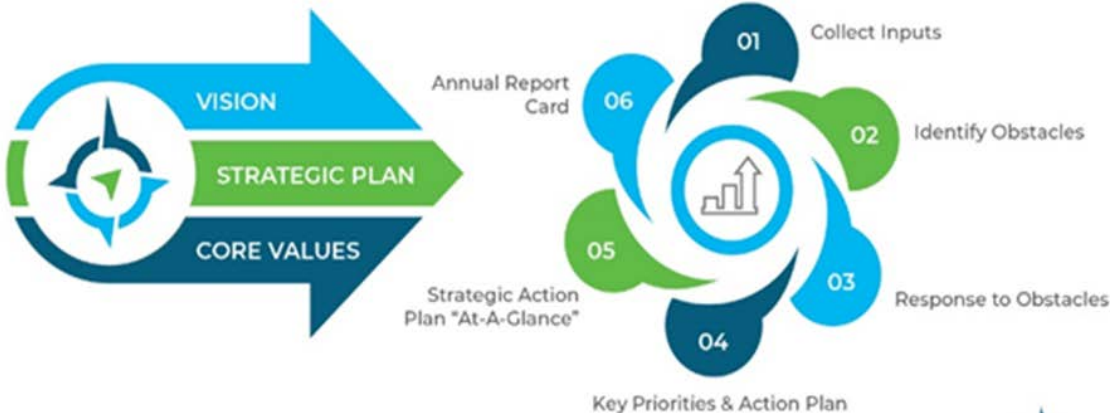 VISION
STRATEGIC PLAN
CORE VALUES
01
Collect Inputs
02
Identify Obstacles
03
Response to Obstacles
04
Key Priorities & Action Plan
05
Strategic Action
Plan "At-A-Glance"
06
Annual Report
Card